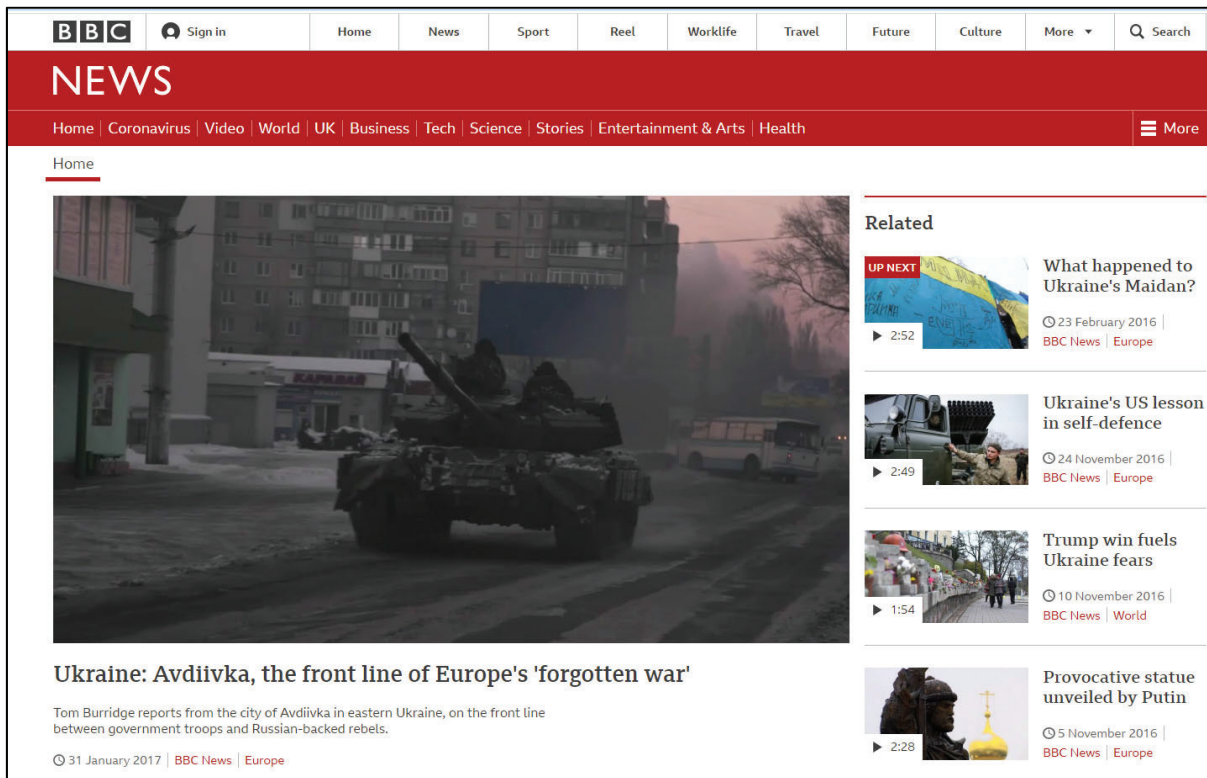 BBC Sign in Home News Sport Reel Worklife Travel Future Culture More Search
NEWS
Home Coronavirus Video World UK Business Tech Science Stories Entertainment & Arts Health More
Home
КАРАВАЙ
Ukraine: Avdiivka, the front line of Europe's 'forgotten war'
Tom Burridge reports from the city of Avdiivka in eastern Ukraine, on the front line
between government troops and Russian-backed rebels.
31 January 2017 BBC News Europe
Related
UP NEXT
2:52
What happened to
Ukraine's Maidan?
23 February 2016
BBC News Europe
2:49
Ukraine's US lesson
in self-defence
24 November 2016
BBC News Europe
1:54
Trump win fuels
Ukraine fears
10 November 2016
BBC News World
2:28
Provocative statue
unveiled by Putin
5 November 2016
BBC News Europe